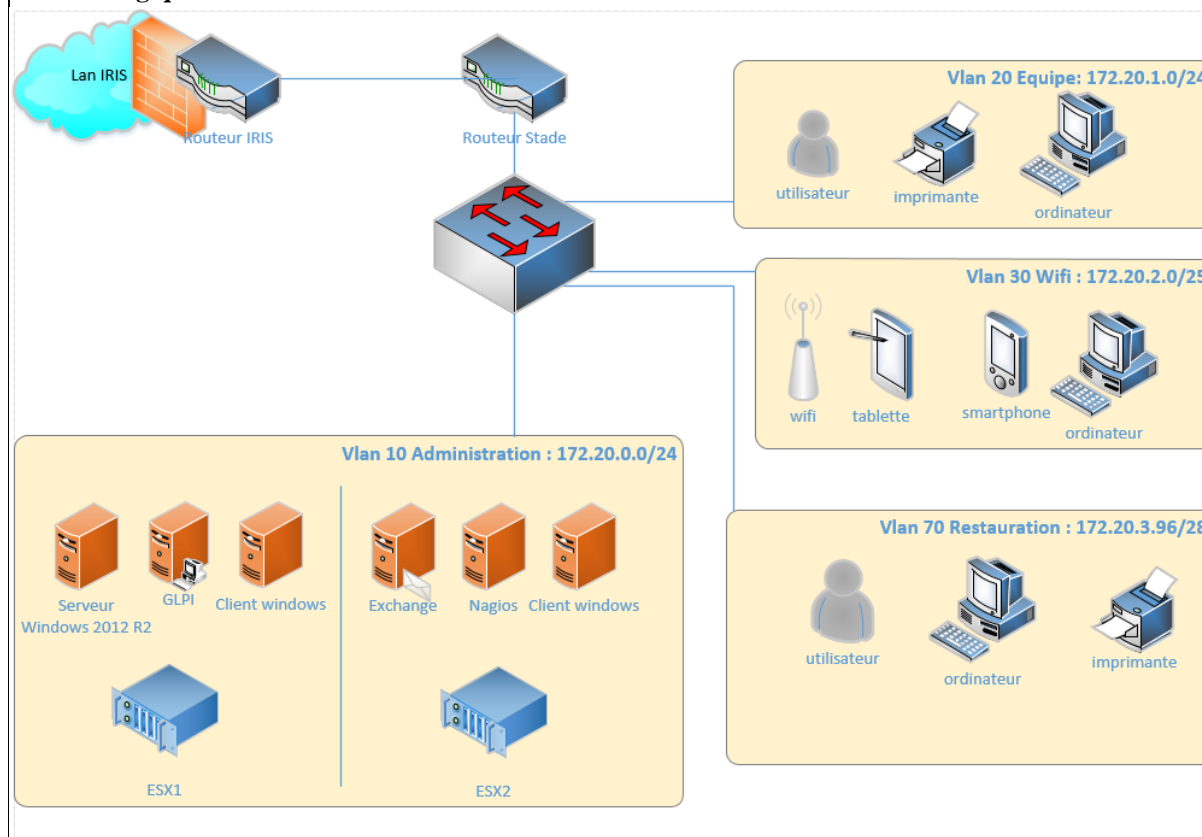 Lan IRIS
Routeur IRIS
Routeur Stade
Vlan 20 Equipe: 172.20.1.0/24
utilisateur
imprimante
ordinateur
Vlan 30 Wifi : 172.20.2.0/25
wifi
tablette
smartphone
ordinateur
Vlan 10 Administration : 172.20.0.0/24
Serveur
Windows 2012 R2
GLPI
Client windows
Exchange
Nagios
Client windows
ESX1
ESX2
Vlan 70 Restauration : 172.20.3.96/28
utilisateur
ordinateur
imprimante